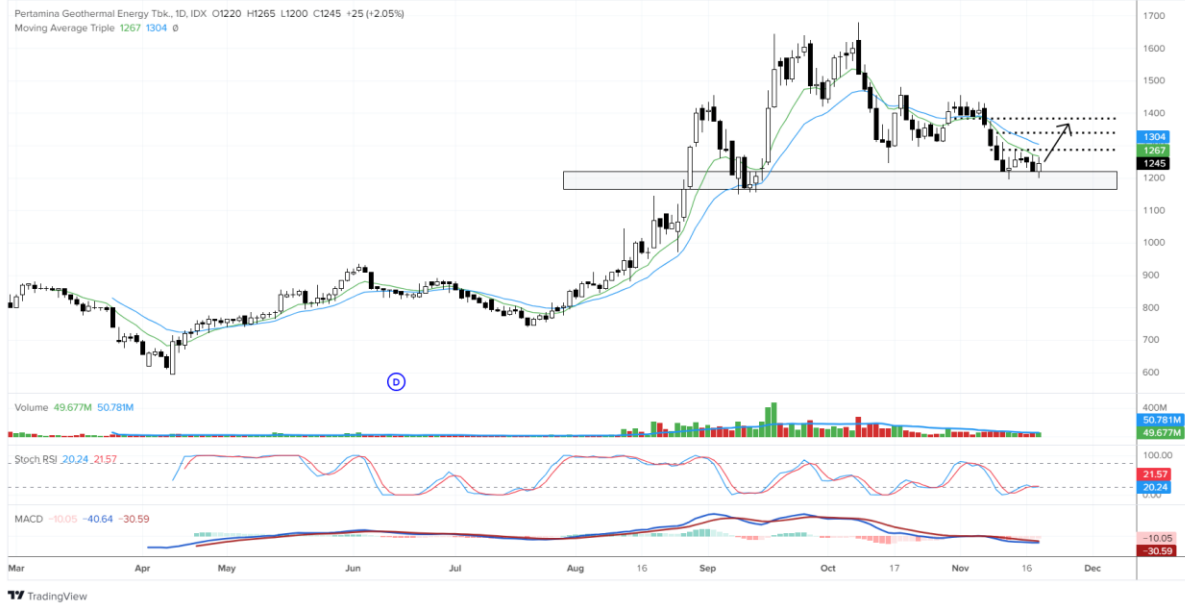 Pertamina Geothermal Energy Tbk., 1D, IDX O1220 H1265 L1200 C1245 +25 (+2.05%)
Moving Average Triple 1267 1304 ø
1700
1600
1500
1400
1304
1267
1245
1200
1100
1000
900
800
700
600
D
Volume 49.677M 50.781M
400M
50.781M
49.677M
Stoch RSI 20.24 21.57
100.00
21.57
20.24
0.00
MACD −10.05 −40.64 −30.59
−10.05
−30.59
Mar Apr May Jun Jul Aug 16 Sep Oct 17 Nov 16 Dec
TradingView